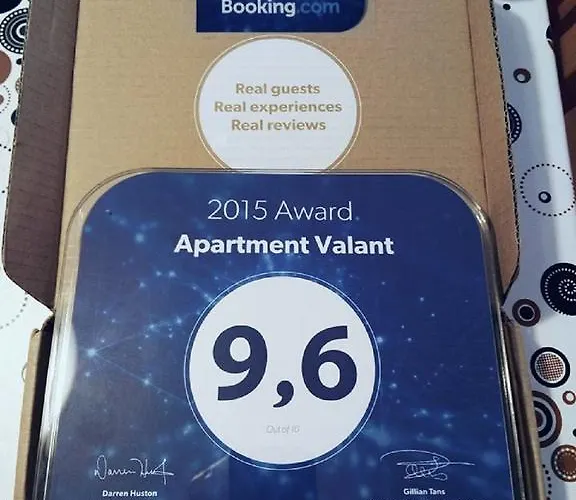 Booking.com
Real guests
Real experiences
Real reviews
2015 Award
Apartment Valant
9,6
Out of 10
Darren Huston
Gillian Tans